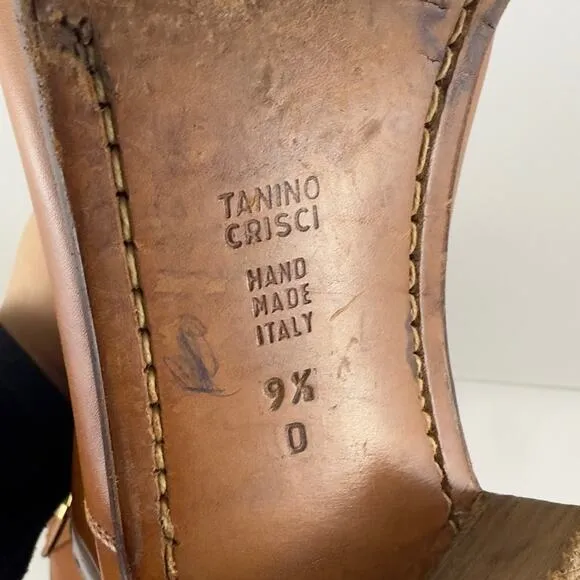 TANINO
CRISCI
HAND
MADE
ITALY
9½
D